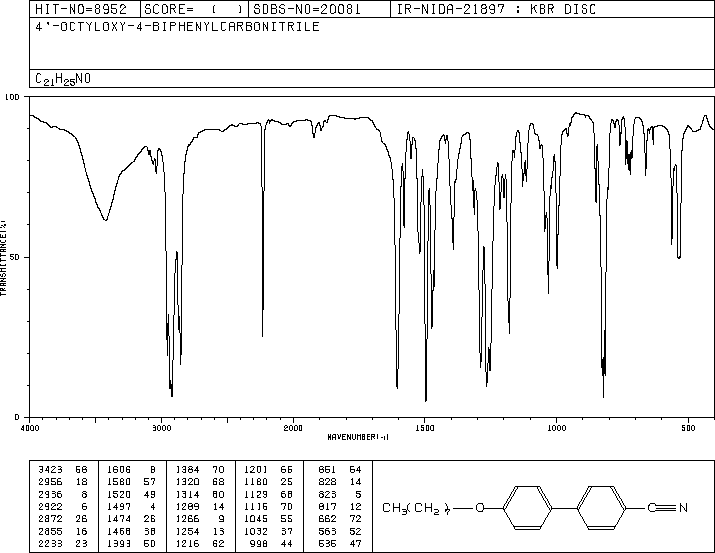 HIT-NO=8952 SCORE= ( ) SDBS-NO=20081 IR-NIDA-21897 : KBR DISC
4'-OCTYLOXY-4-BIPHENYLCARBONITRILE
C21H25NO
100
50
0
TRANSMITTANCE(%)
4000 3000 2000 1500 1000 500
WAVENUMBER(-1)
3423 58 1606 8 1384 70 1201 66 851 64
2956 18 1580 57 1320 68 1180 25 828 14
2936 8 1520 49 1314 60 1129 68 823 5
2922 6 1497 4 1289 14 1116 70 817 12
2872 26 1474 26 1266 9 1045 55 662 72
2855 16 1468 38 1254 13 1032 37 563 52
2233 23 1393 50 1216 62 998 44 536 47
CH3(CH2)7—O C≡N